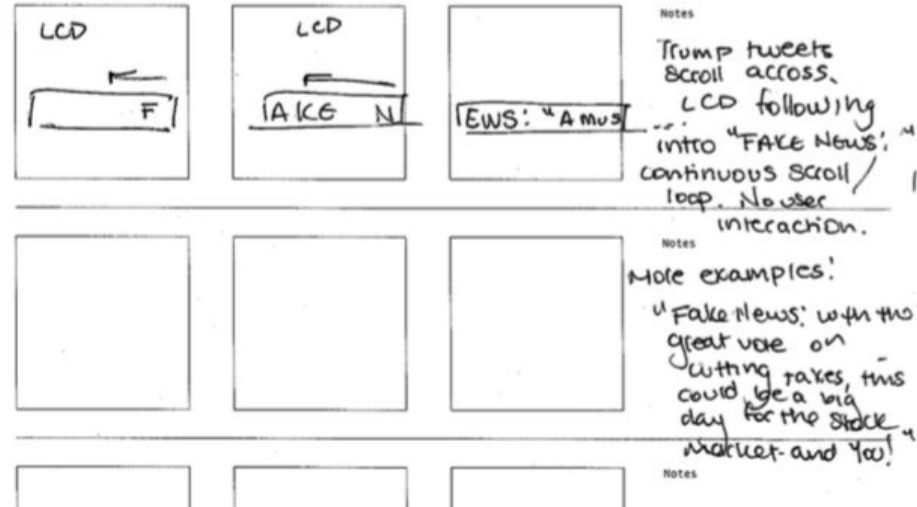 LCD
F
LCD
AKE N
EWS: "Amus
Notes
Trump tweets
scroll across.
LCD following
intro "FAKE NEWS:"
continuous scroll/
loop. No user
interaction.
Notes
More examples:
"Fake News: with the
great vote on
cutting taxes, this
could be a big
day for the stock
market-and You!"
Notes